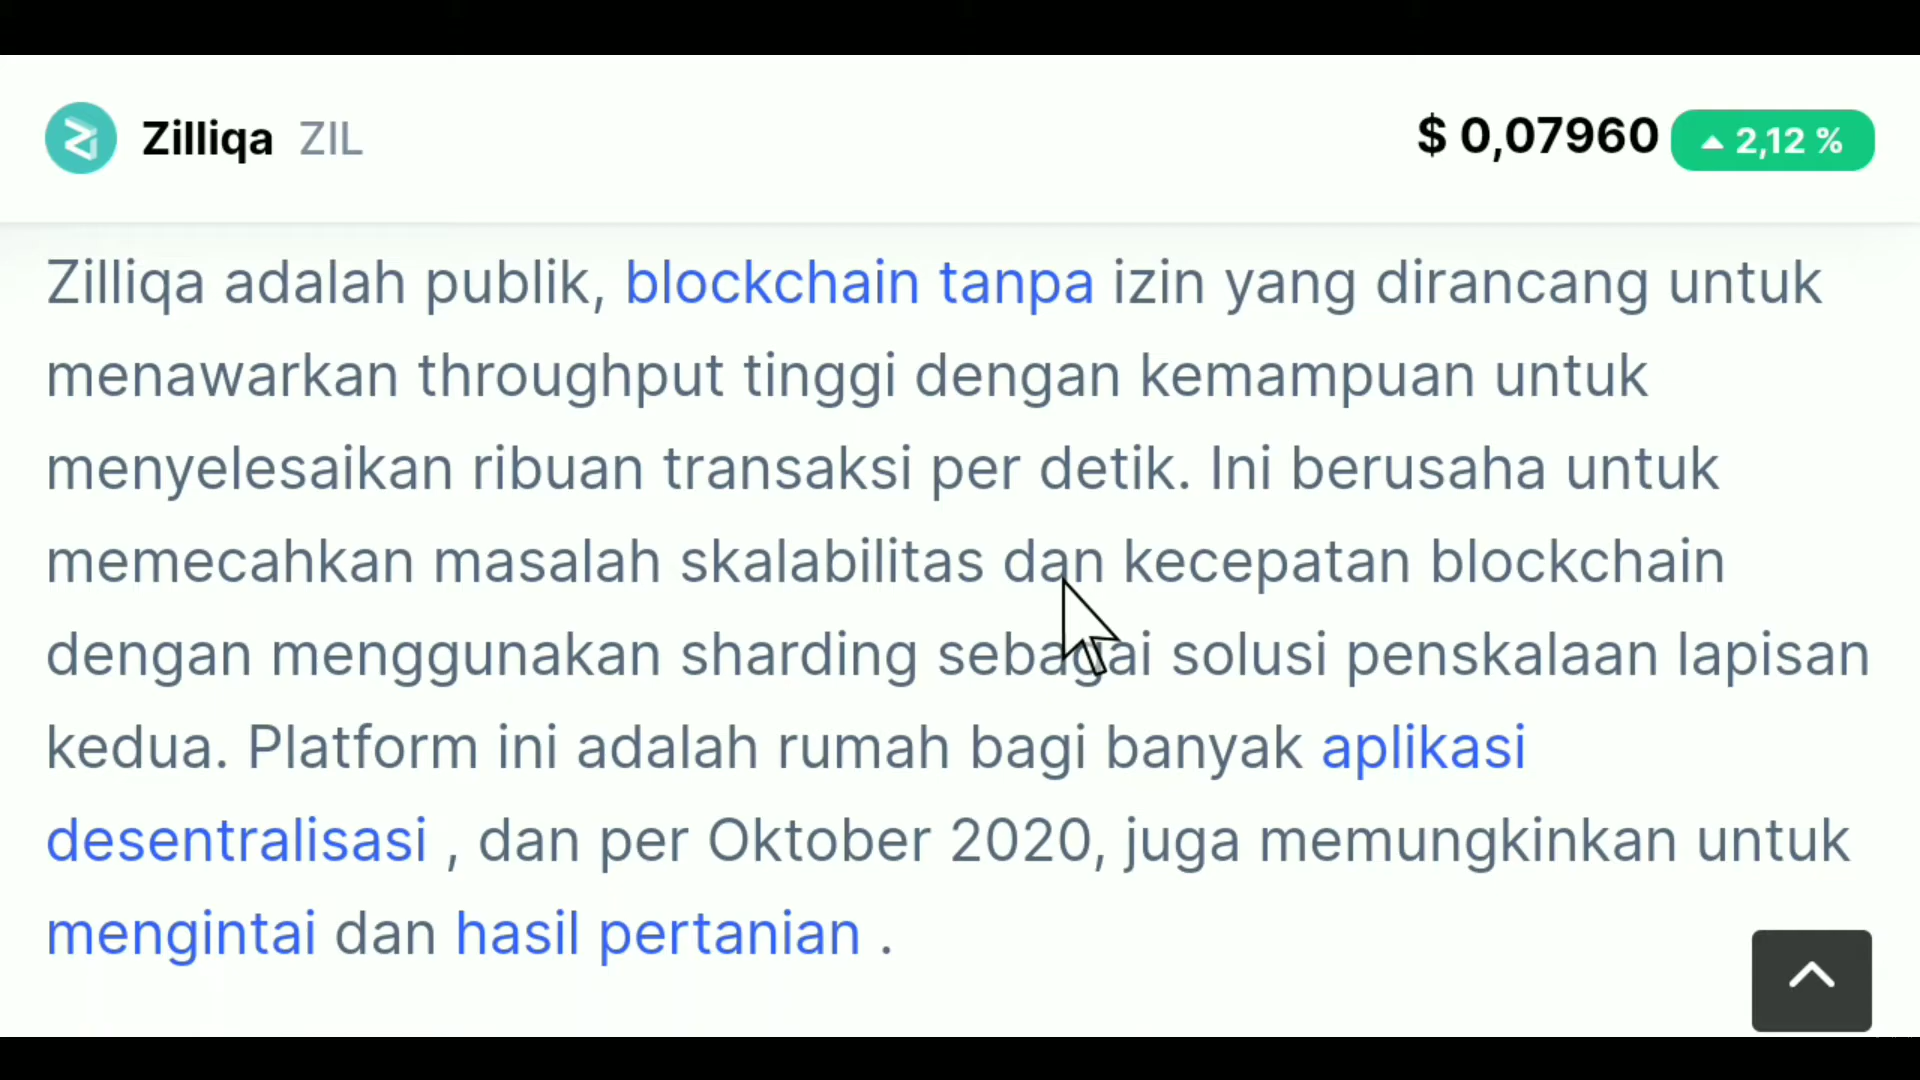 Zilliqa ZIL $ 0,07960 2,12 %
Zilliqa adalah publik, blockchain tanpa izin yang dirancang untuk
menawarkan throughput tinggi dengan kemampuan untuk
menyelesaikan ribuan transaksi per detik. Ini berusaha untuk
memecahkan masalah skalabilitas dan kecepatan blockchain
dengan menggunakan sharding sebagai solusi penskalaan lapisan
kedua. Platform ini adalah rumah bagi banyak aplikasi
desentralisasi , dan per Oktober 2020, juga memungkinkan untuk
mengintai dan hasil pertanian .